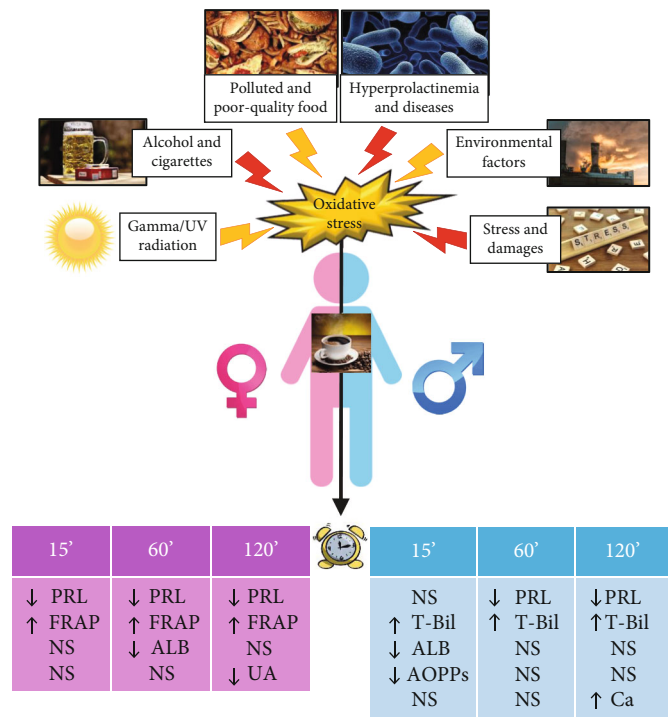 Polluted and
poor-quality food
Hyperprolactinemia
and diseases
Alcohol and
cigarettes
Environmental
factors
Gamma/UV
radiation
Oxidative
stress
Stress and
damages
STRESS
15’ 60’ 120’
↓ PRL ↓ PRL ↓ PRL
↑ FRAP ↑ FRAP ↑ FRAP
NS ↓ ALB NS
NS NS ↓ UA
15’ 60’ 120’
NS ↓ PRL ↓ PRL
↑ T-Bil ↑ T-Bil ↑ T-Bil
↓ ALB NS NS
↓ AOPPs NS NS
NS NS ↑ Ca